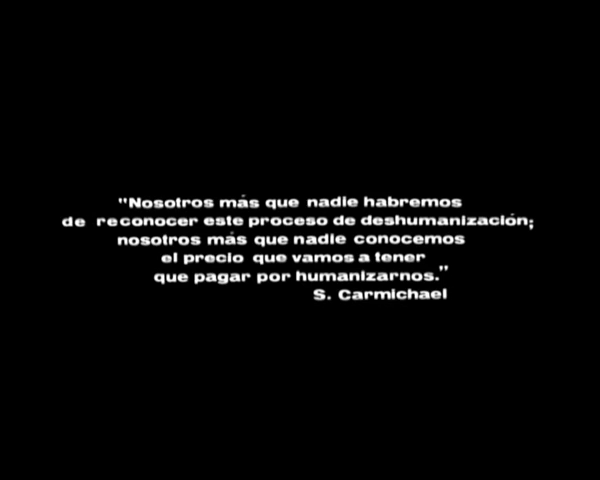 "Nosotros más que nadie habremos
de reconocer este proceso de deshumanización;
nosotros más que nadie conocemos
el precio que vamos a tener
que pagar por humanizarnos."
S. Carmichael